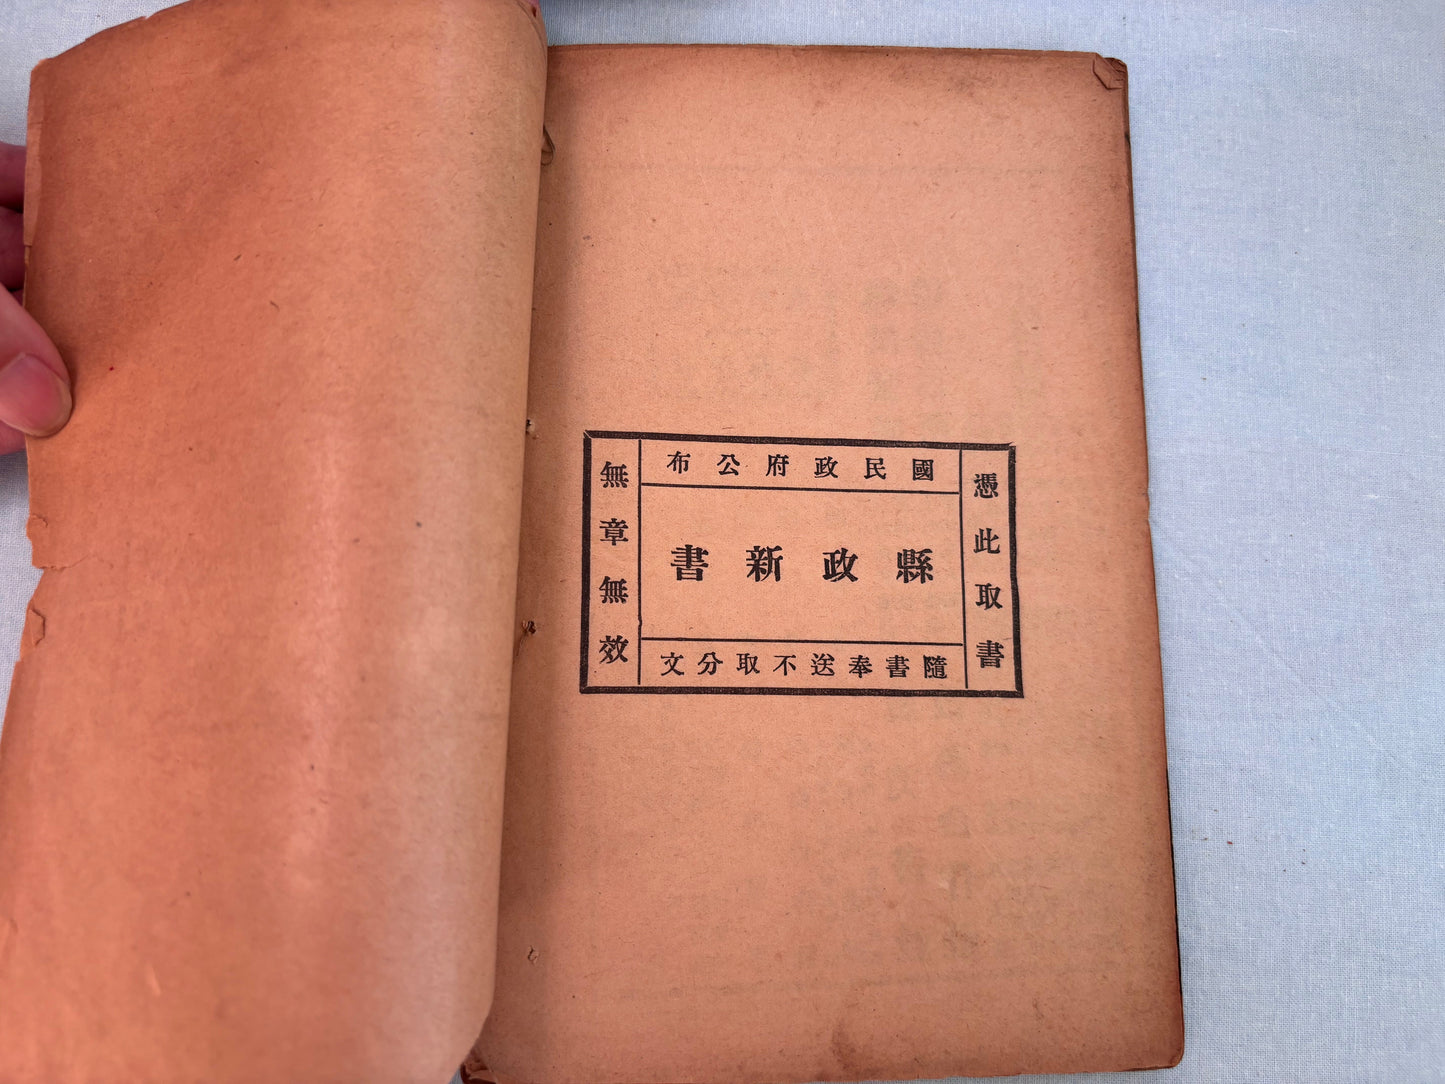 國民政府公布
縣政新書
隨書奉送不取分文
憑此取書
無章無效